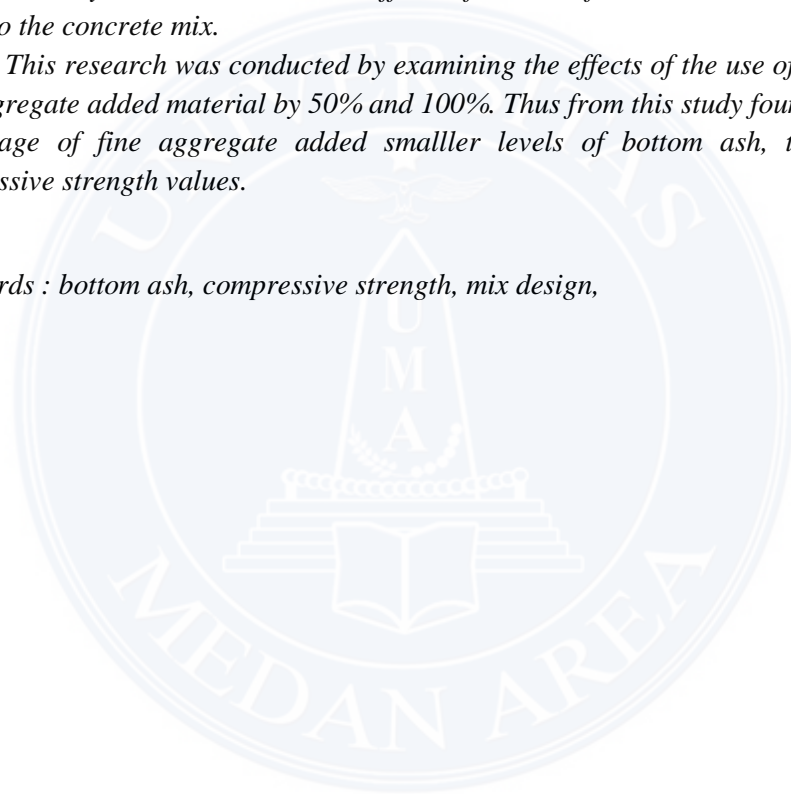 o the concrete mix.
This research was conducted by examining the effects of the use of
gregate added material by 50% and 100%. Thus from this study foun
age of fine aggregate added smalller levels of bottom ash, t
ssive strength values.
rds : bottom ash, compressive strength, mix design,
UNIVERSITAS
U
M
A
MEDAN AREA